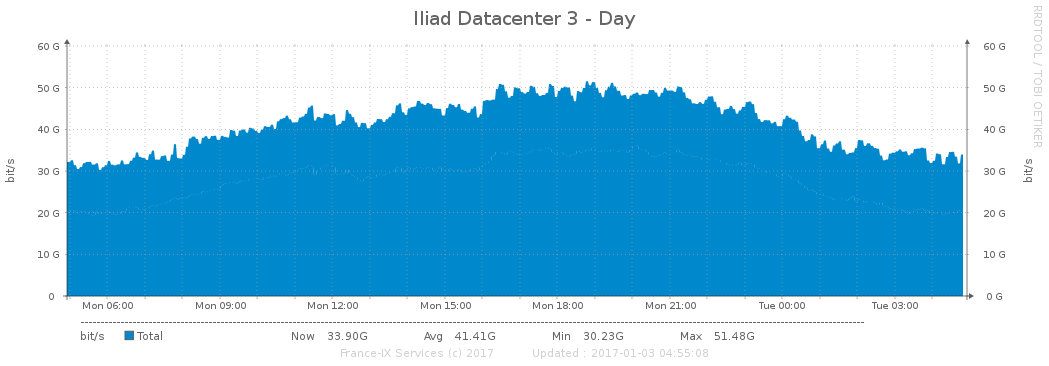 Iliad Datacenter 3 - Day
RRDTOOL / TOBI OETIKER
60 G 60 G
50 G 50 G
40 G 40 G
30 G 30 G
20 G 20 G
10 G 10 G
0 0 G
bit/s bit/s
Mon 06:00 Mon 09:00 Mon 12:00 Mon 15:00 Mon 18:00 Mon 21:00 Tue 00:00 Tue 03:00
bit/s Total Now 33.90G Avg 41.41G Min 30.23G Max 51.48G
France-IX Services (c) 2017 Updated : 2017-01-03 04:55:08